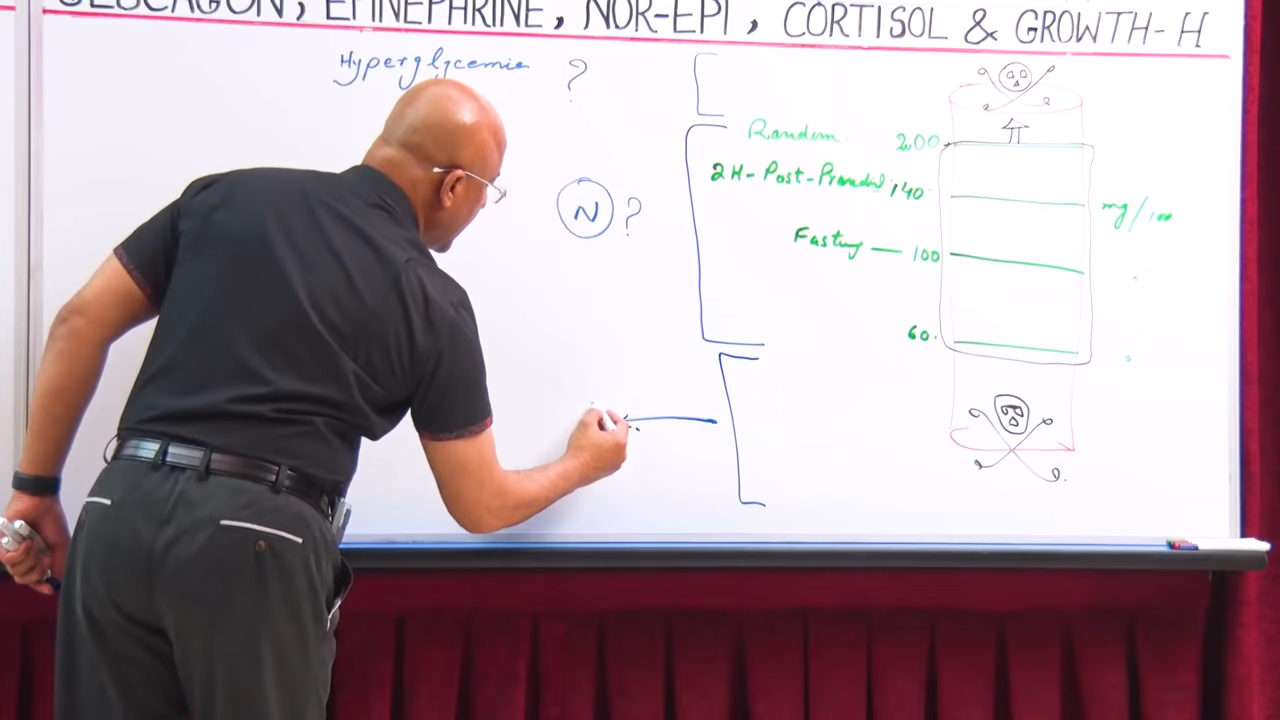 GLUCAGON, EPINEPHRINE, NOR-EPI, CORTISOL & GROWTH-H
Hyperglycemia ?
Random 200
2H-Post-Prandial 140
N ?
mg/100
Fasting — 100
60